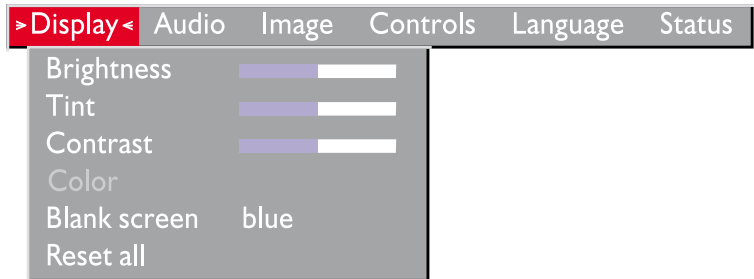 >Display< Audio Image Controls Language Status
Brightness
Tint
Contrast
Color
Blank screen blue
Reset all